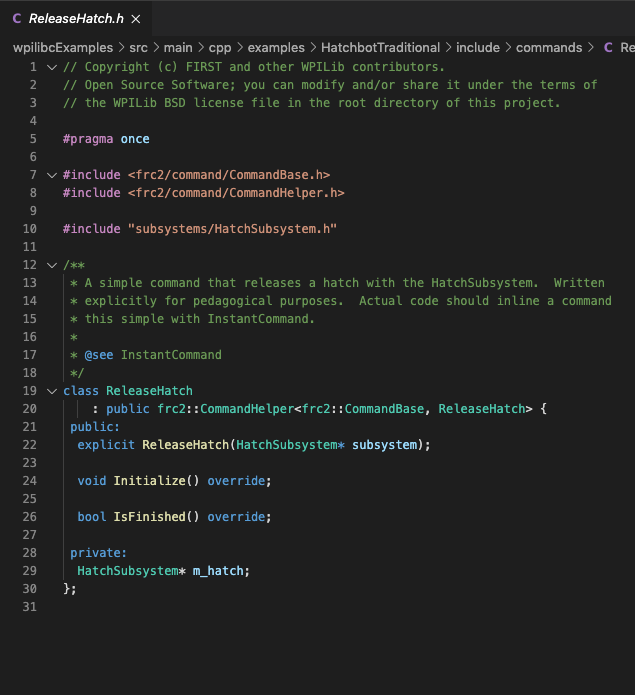 ReleaseHatch.h
wpilibcExamples > src > main > cpp > examples > HatchbotTraditional > include > commands > C Re
1 // Copyright (c) FIRST and other WPILib contributors.
2 // Open Source Software; you can modify and/or share it under the terms of
3 // the WPILib BSD license file in the root directory of this project.
4
5 #pragma once
6
7 #include <frc2/command/CommandBase.h>
8 #include <frc2/command/CommandHelper.h>
9
10 #include "subsystems/HatchSubsystem.h"
11
12 /**
13  * A simple command that releases a hatch with the HatchSubsystem.  Written
14  * explicitly for pedagogical purposes.  Actual code should inline a command
15  * this simple with InstantCommand.
16  *
17  * @see InstantCommand
18  */
19 class ReleaseHatch
20     : public frc2::CommandHelper<frc2::CommandBase, ReleaseHatch> {
21  public:
22   explicit ReleaseHatch(HatchSubsystem* subsystem);
23
24   void Initialize() override;
25
26   bool IsFinished() override;
27
28  private:
29   HatchSubsystem* m_hatch;
30 };
31